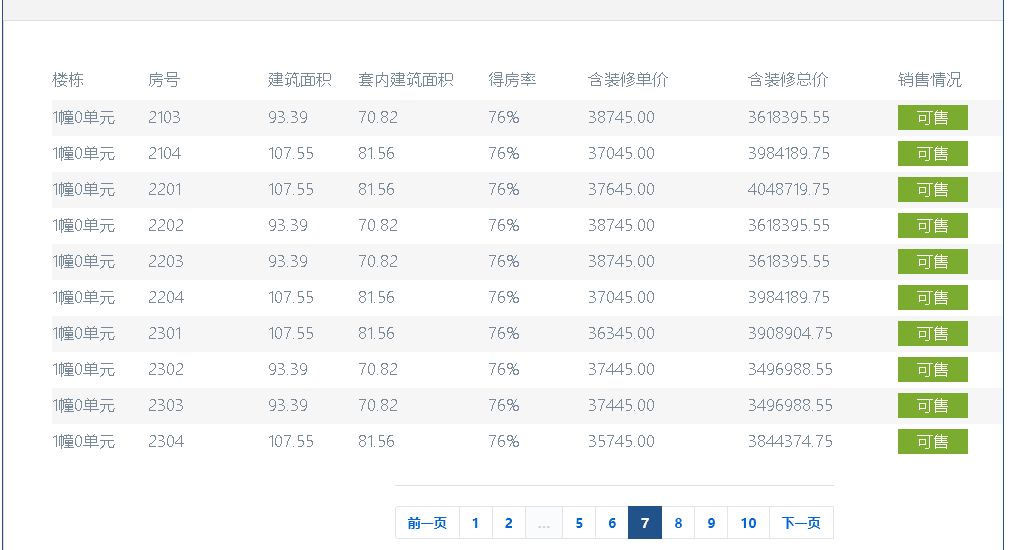 楼栋 房号 建筑面积 套内建筑面积 得房率 含装修单价 含装修总价 销售情况
1幢0单元 2103 93.39 70.82 76% 38745.00 3618395.55 可售
1幢0单元 2104 107.55 81.56 76% 37045.00 3984189.75 可售
1幢0单元 2201 107.55 81.56 76% 37645.00 4048719.75 可售
1幢0单元 2202 93.39 70.82 76% 38745.00 3618395.55 可售
1幢0单元 2203 93.39 70.82 76% 38745.00 3618395.55 可售
1幢0单元 2204 107.55 81.56 76% 37045.00 3984189.75 可售
1幢0单元 2301 107.55 81.56 76% 36345.00 3908904.75 可售
1幢0单元 2302 93.39 70.82 76% 37445.00 3496988.55 可售
1幢0单元 2303 93.39 70.82 76% 37445.00 3496988.55 可售
1幢0单元 2304 107.55 81.56 76% 35745.00 3844374.75 可售
前一页 1 2 ... 5 6 7 8 9 10 下一页